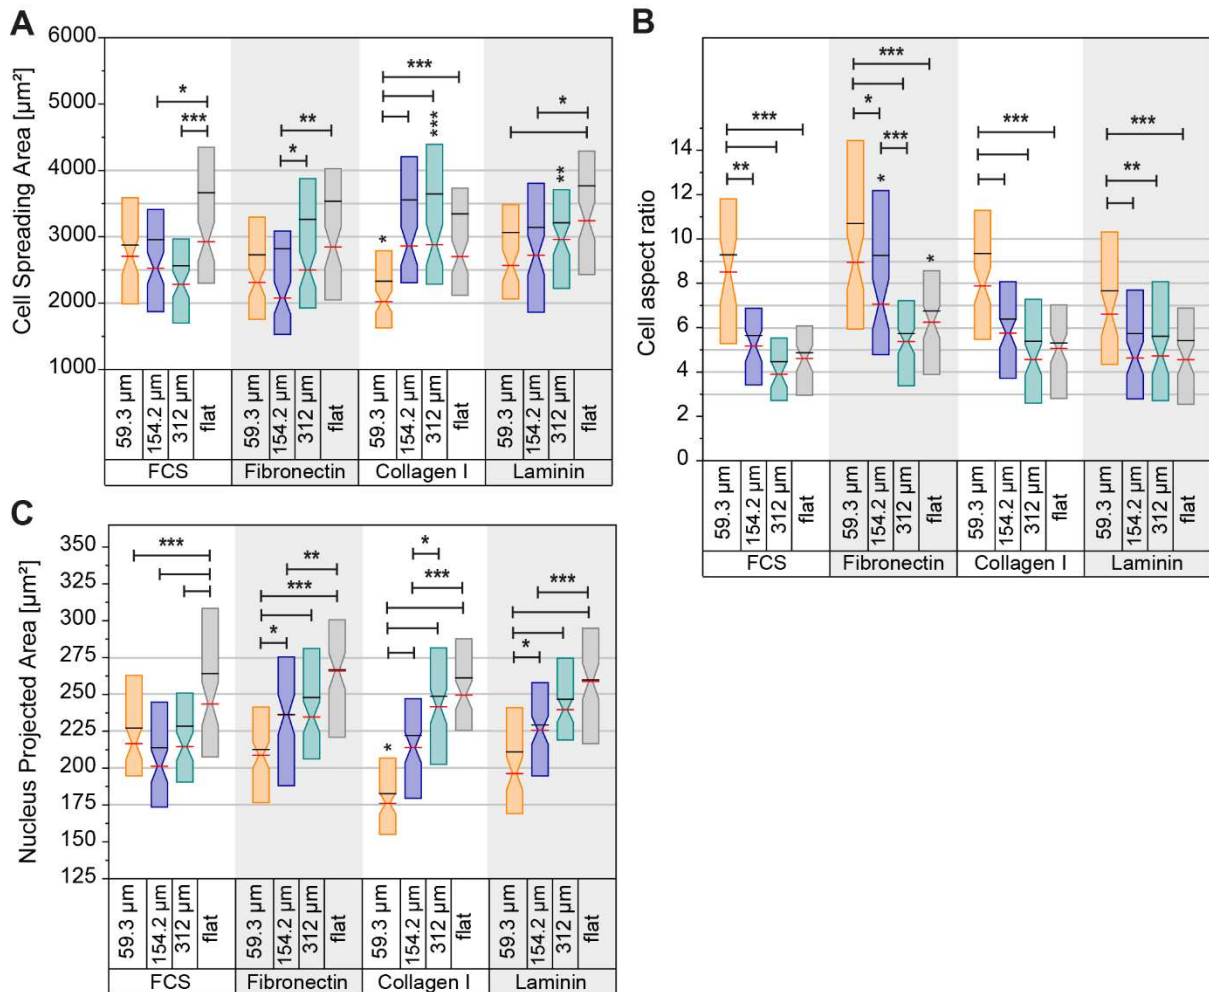 A
Cell Spreading Area [µm²]
6000
5000
4000
3000
2000
1000
*
***
**
*
***
*
***
*
**
59.3 µm
154.2 µm
312 µm
flat
59.3 µm
154.2 µm
312 µm
flat
59.3 µm
154.2 µm
312 µm
flat
59.3 µm
154.2 µm
312 µm
flat
FCS
Fibronectin
Collagen I
Laminin
B
Cell aspect ratio
14
12
10
8
6
4
2
0
***
**
***
*
***
*
*
***
***
**
59.3 µm
154.2 µm
312 µm
flat
59.3 µm
154.2 µm
312 µm
flat
59.3 µm
154.2 µm
312 µm
flat
59.3 µm
154.2 µm
312 µm
flat
FCS
Fibronectin
Collagen I
Laminin
C
Nucleus Projected Area [µm²]
350
325
300
275
250
225
200
175
150
125
***
**
***
*
*
***
*
***
*
59.3 µm
154.2 µm
312 µm
flat
59.3 µm
154.2 µm
312 µm
flat
59.3 µm
154.2 µm
312 µm
flat
59.3 µm
154.2 µm
312 µm
flat
FCS
Fibronectin
Collagen I
Laminin